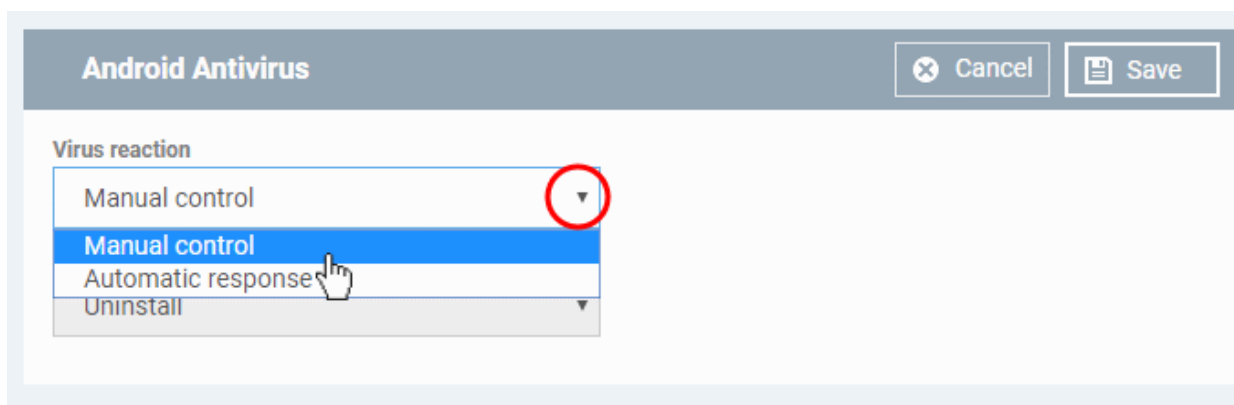 Android Antivirus
Cancel
Save
Virus reaction
Manual control
Manual control
Automatic response
Uninstall